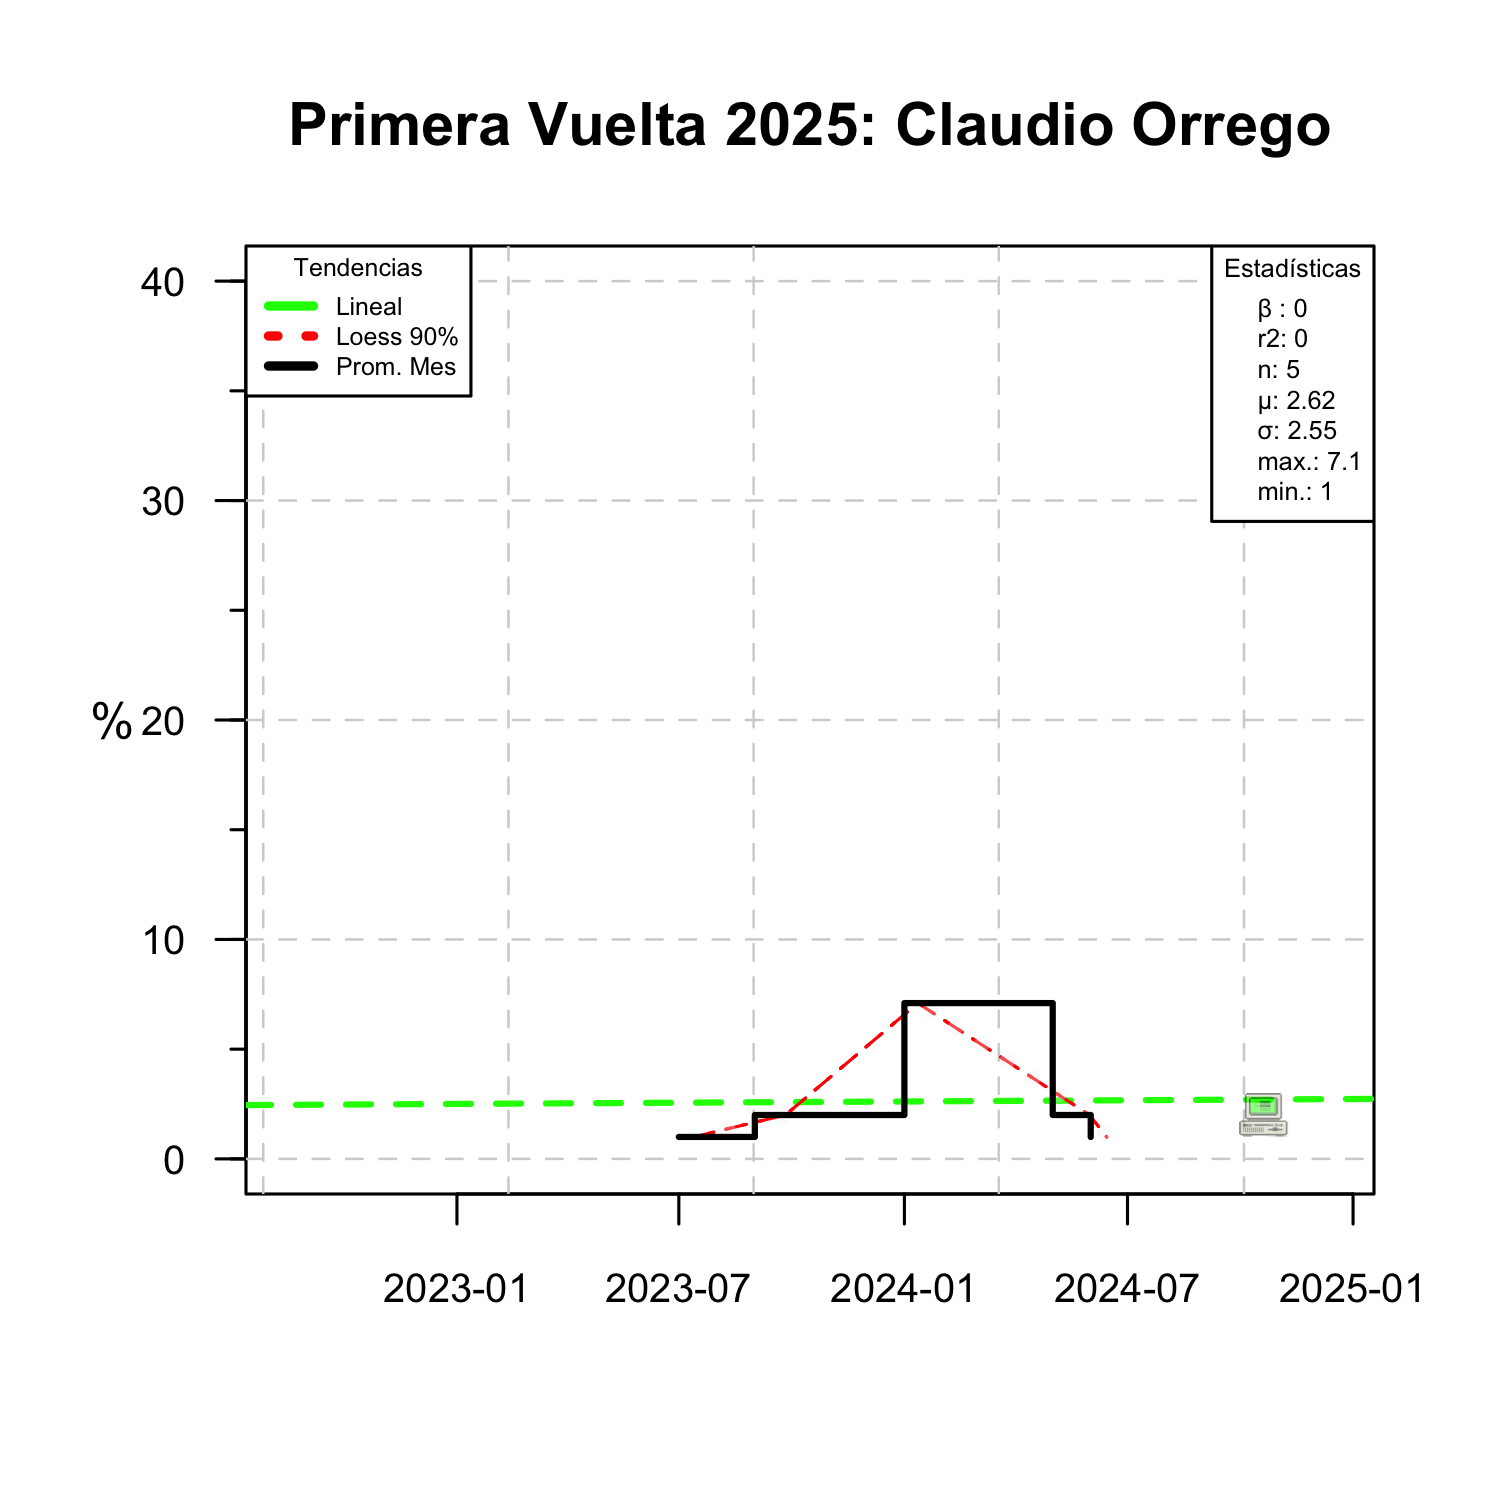 Primera Vuelta 2025: Claudio Orrego
Tendencias
Lineal
Loess 90%
Prom. Mes
Estadísticas
β : 0
r2: 0
n: 5
μ: 2.62
σ: 2.55
max.: 7.1
min.: 1
%
40
30
20
10
0
2023-01
2023-07
2024-01
2024-07
2025-01